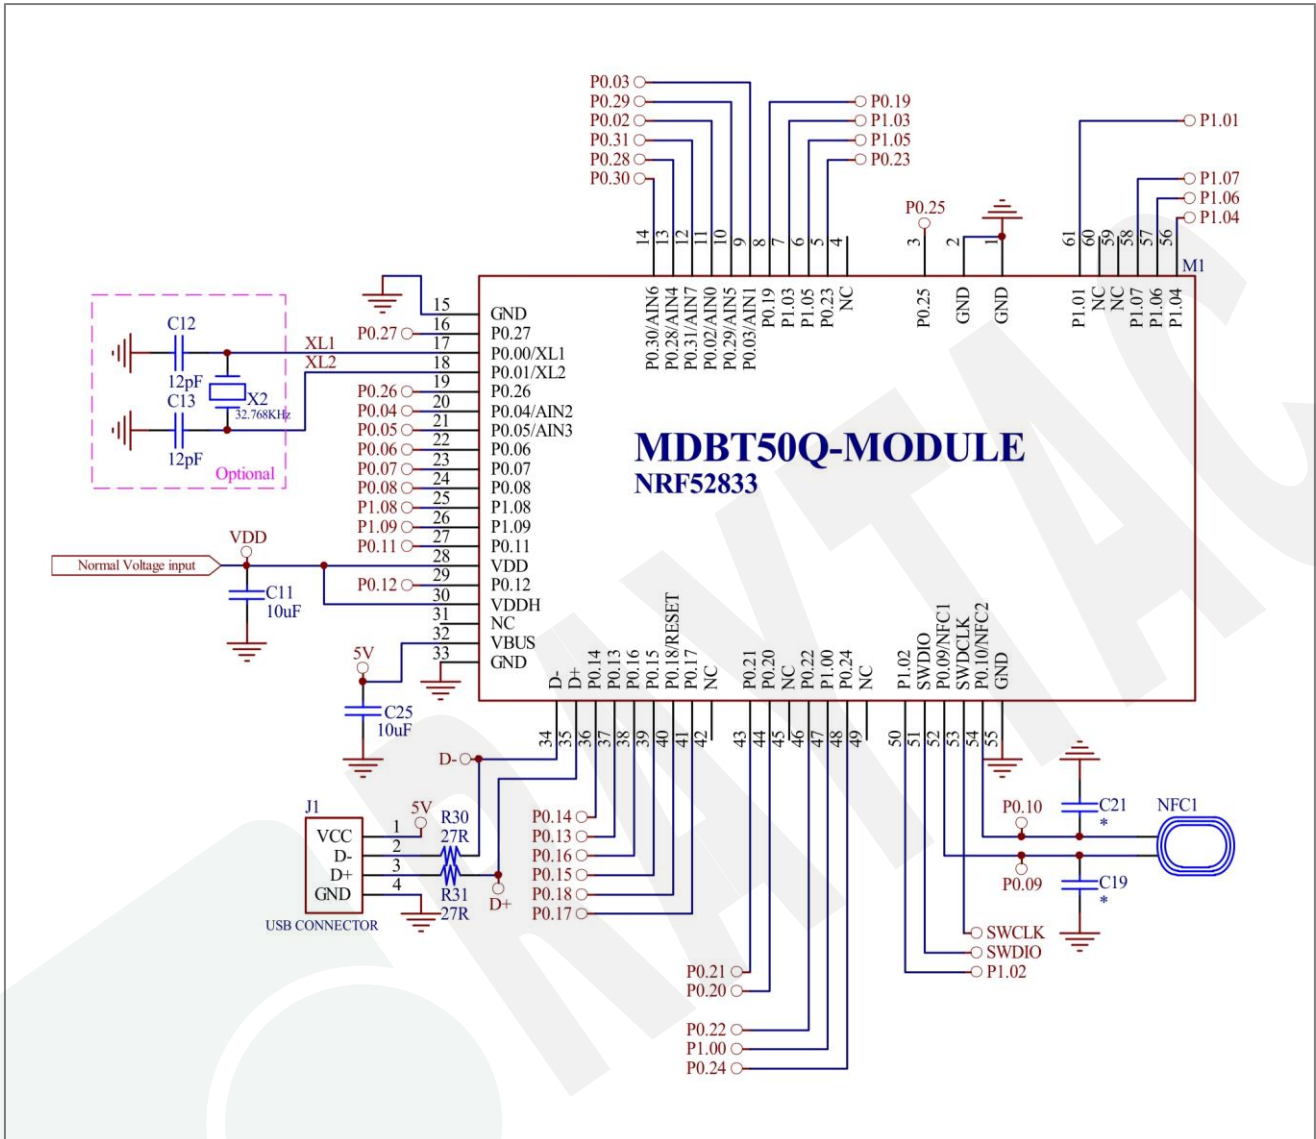 P0.03
P0.29
P0.02
P0.31
P0.28
P0.30
P0.19
P1.03
P1.05
P0.23
P0.25
P1.01
P1.07
P1.06
P1.04
14 13 12 11 10 9 8 7 6 5 4 3 2 1 61 60 59 58 57 56
M1
P0.30/AIN6
P0.28/AIN4
P0.31/AIN7
P0.02/AIN0
P0.29/AIN5
P0.03/AIN1
P0.19
P1.03
P1.05
P0.23
NC
P0.25
GND
GND
P1.01
NC
NC
P1.07
P1.06
P1.04
15 GND
P0.27 16 P0.27
XL1 17 P0.00/XL1
XL2 18 P0.01/XL2
P0.26 19 P0.26
P0.04 20 P0.04/AIN2
P0.05 21 P0.05/AIN3
P0.06 22 P0.06
P0.07 23 P0.07
P0.08 24 P0.08
P1.08 25 P1.08
P1.09 26 P1.09
P0.11 27 P0.11
28 VDD
P0.12 29 P0.12
30 VDDH
31 NC
32 VBUS
33 GND
C12
12pF
X2
32.768KHz
C13
12pF
Optional
VDD
Normal Voltage input
C11
10uF
5V
C25
10uF
MDBT50Q-MODULE
NRF52833
D-
D+
P0.14
P0.13
P0.16
P0.15
P0.18/RESET
P0.17
NC
P0.21
P0.20
NC
P0.22
P1.00
P0.24
NC
P1.02
SWDIO
P0.09/NFC1
SWDCLK
P0.10/NFC2
GND
34 35 36 37 38 39 40 41 42 43 44 45 46 47 48 49 50 51 52 53 54 55
D-
J1
VCC 1 5V
D- 2
D+ 3
GND 4
USB CONNECTOR
R30
27R
R31
27R
D+
P0.14
P0.13
P0.16
P0.15
P0.18
P0.17
P0.21
P0.20
P0.22
P1.00
P0.24
P0.10
P0.09
C21
*
C19
*
NFC1
SWCLK
SWDIO
P1.02
RAYTAC